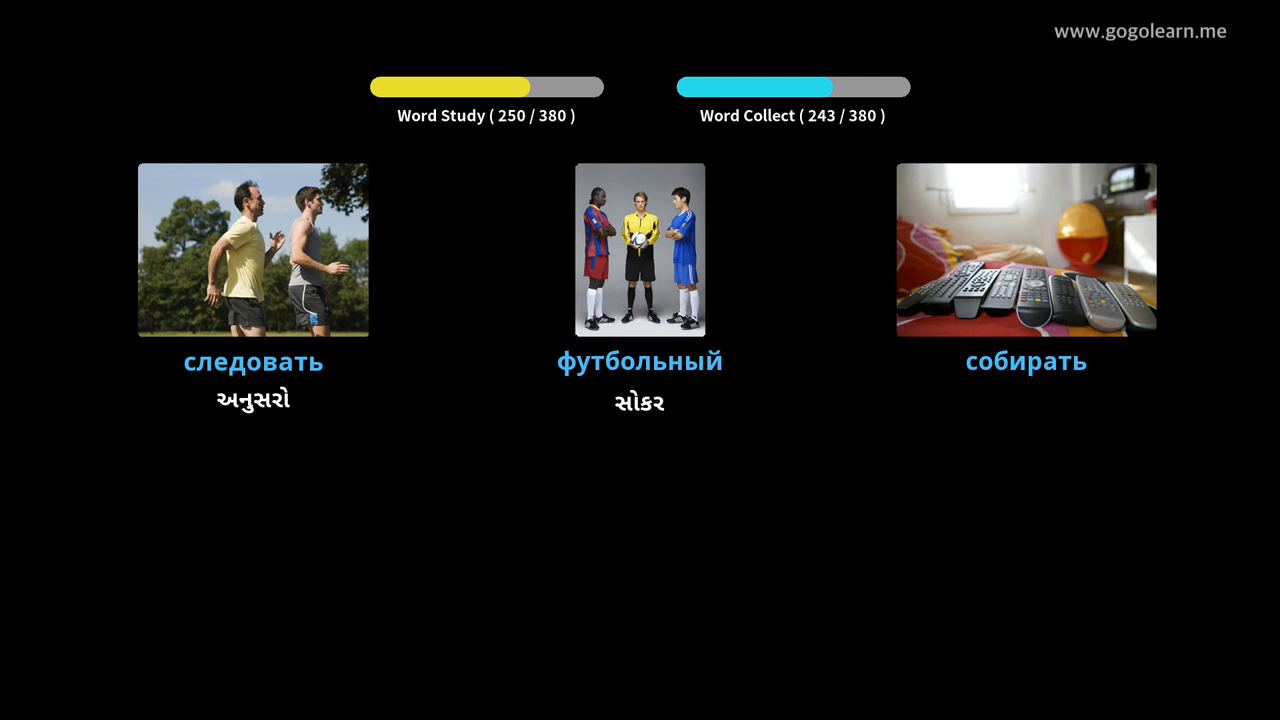 www.gogolearn.me
Word Study ( 250 / 380 )
Word Collect ( 243 / 380 )
следовать
અનુસરો
футбольный
સોકર
собирать